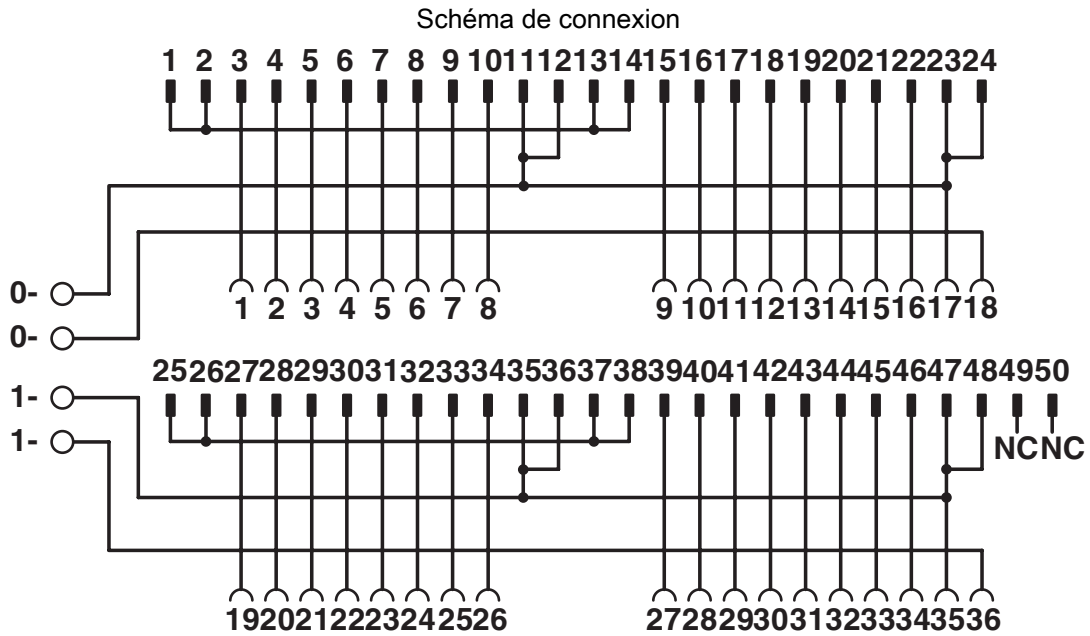 Schéma de connexion
1 2 3 4 5 6 7 8 9 10 11 12 13 14 15 16 17 18 19 20 21 22 23 24
0-
1 2 3 4 5 6 7 8 9 10 11 12 13 14 15 16 17 18
0-
25 26 27 28 29 30 31 32 33 34 35 36 37 38 39 40 41 42 43 44 45 46 47 48 49 50
1-
1-
NC NC
19 20 21 22 23 24 25 26 27 28 29 30 31 32 33 34 35 36